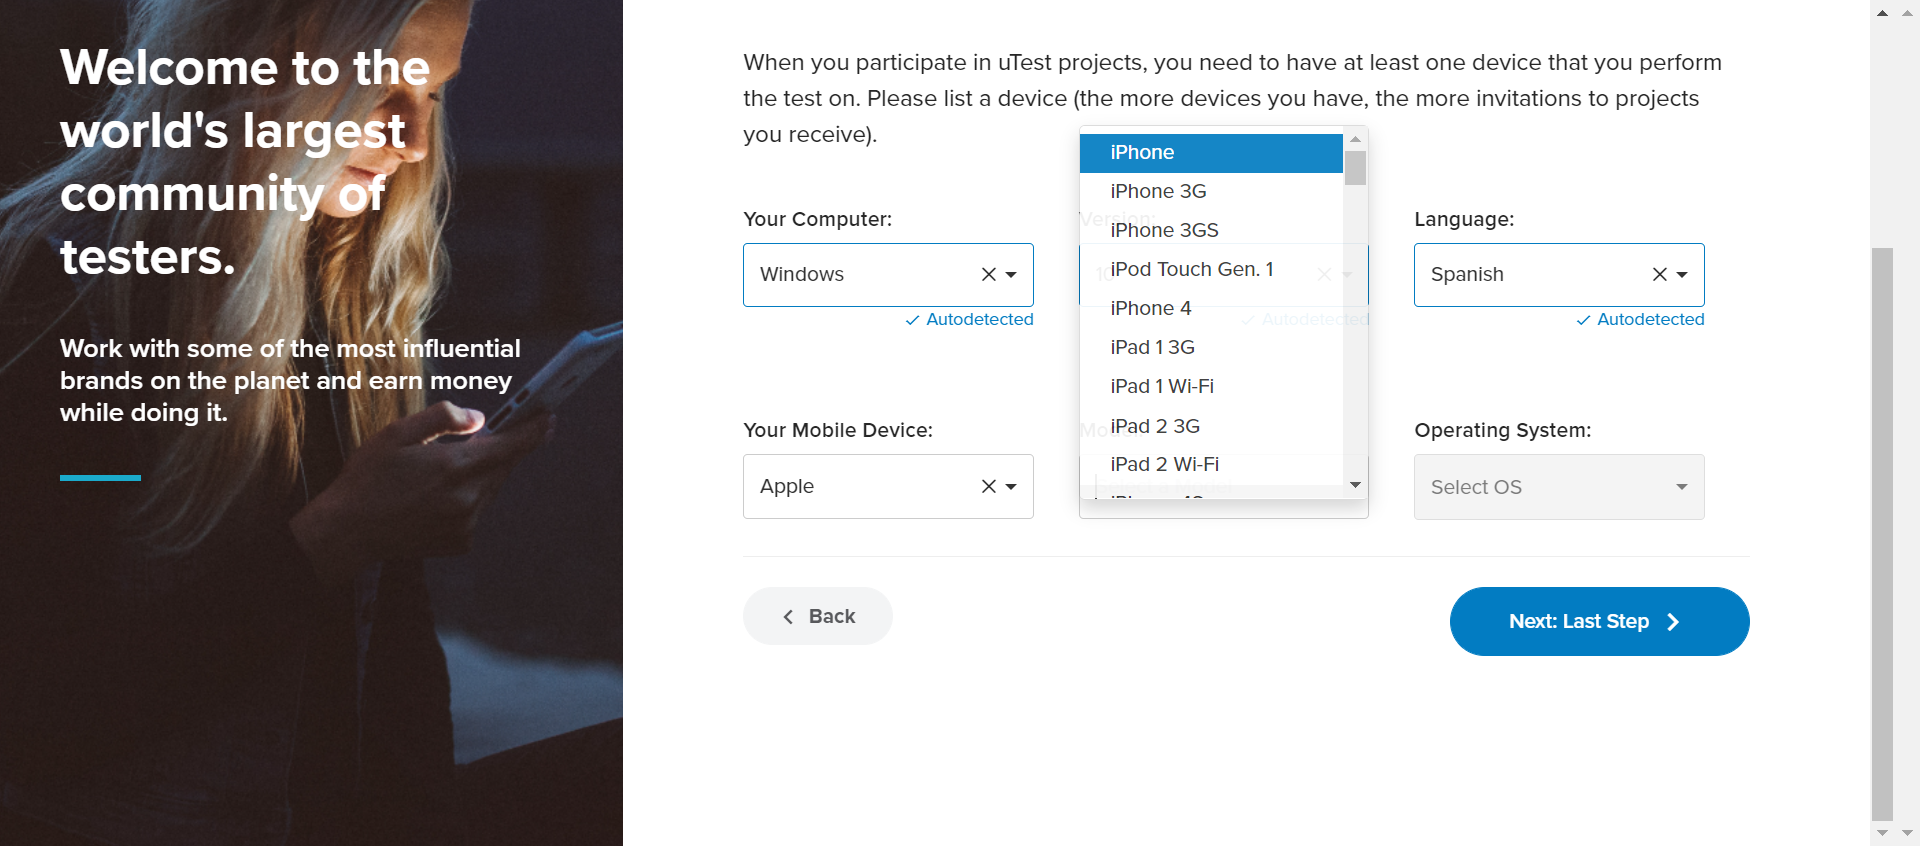 Welcome to the
world's largest
community of
testers.
Work with some of the most influential
brands on the planet and earn money
while doing it.
When you participate in uTest projects, you need to have at least one device that you perform
the test on. Please list a device (the more devices you have, the more invitations to projects
you receive).
Your Computer:
Version:
Language:
Windows
Spanish
Autodetected
Autodetected
Autodetected
iPhone
iPhone 3G
iPhone 3GS
iPod Touch Gen. 1
iPhone 4
iPad 1 3G
iPad 1 Wi-Fi
iPad 2 3G
iPad 2 Wi-Fi
Your Mobile Device:
Operating System:
Apple
Select OS
Back
Next: Last Step